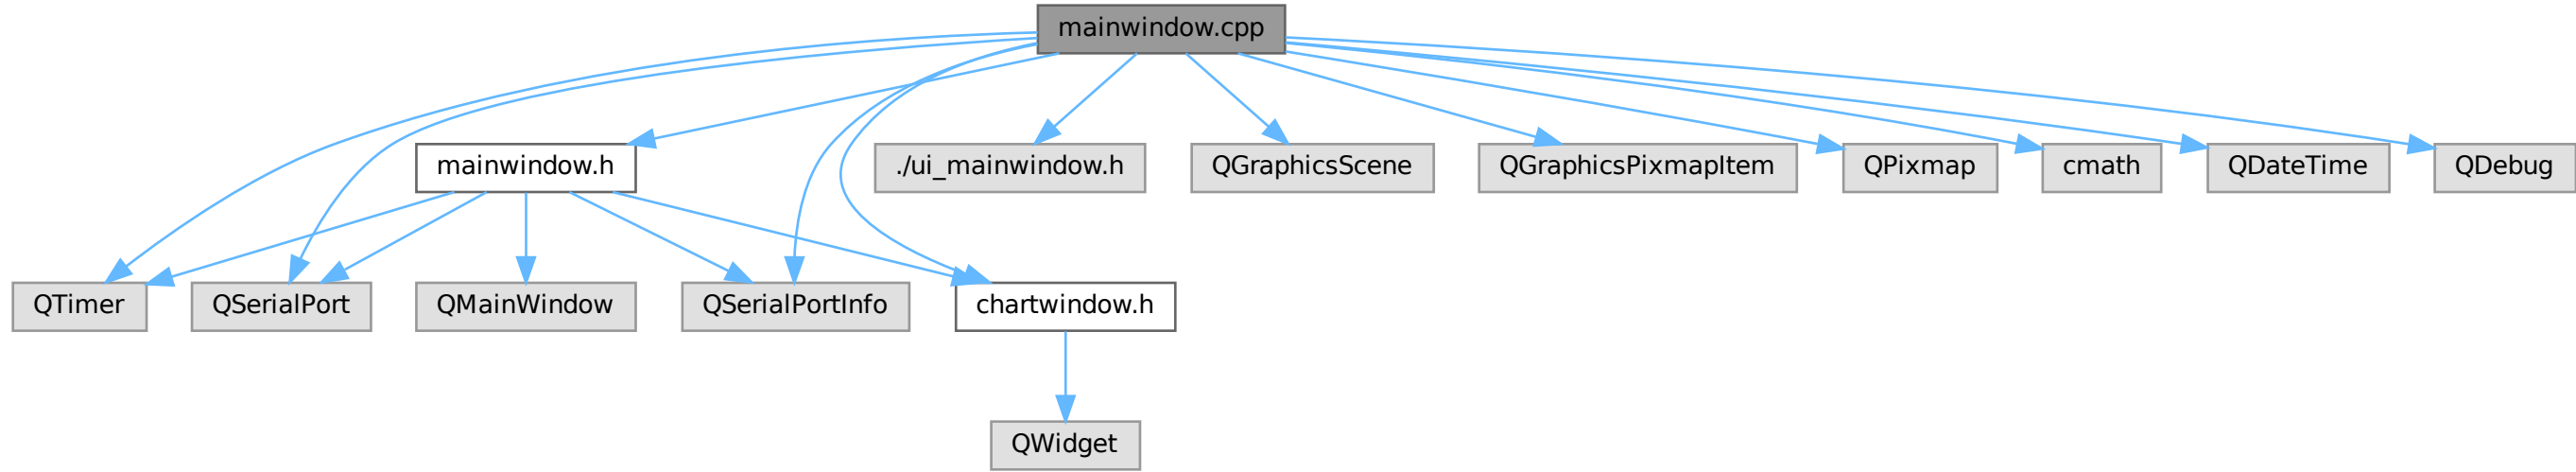 mainwindow.cpp
mainwindow.h
./ui_mainwindow.h
QGraphicsScene
QGraphicsPixmapItem
QPixmap
cmath
QDateTime
QDebug
QTimer
QSerialPort
QMainWindow
QSerialPortInfo
chartwindow.h
QWidget